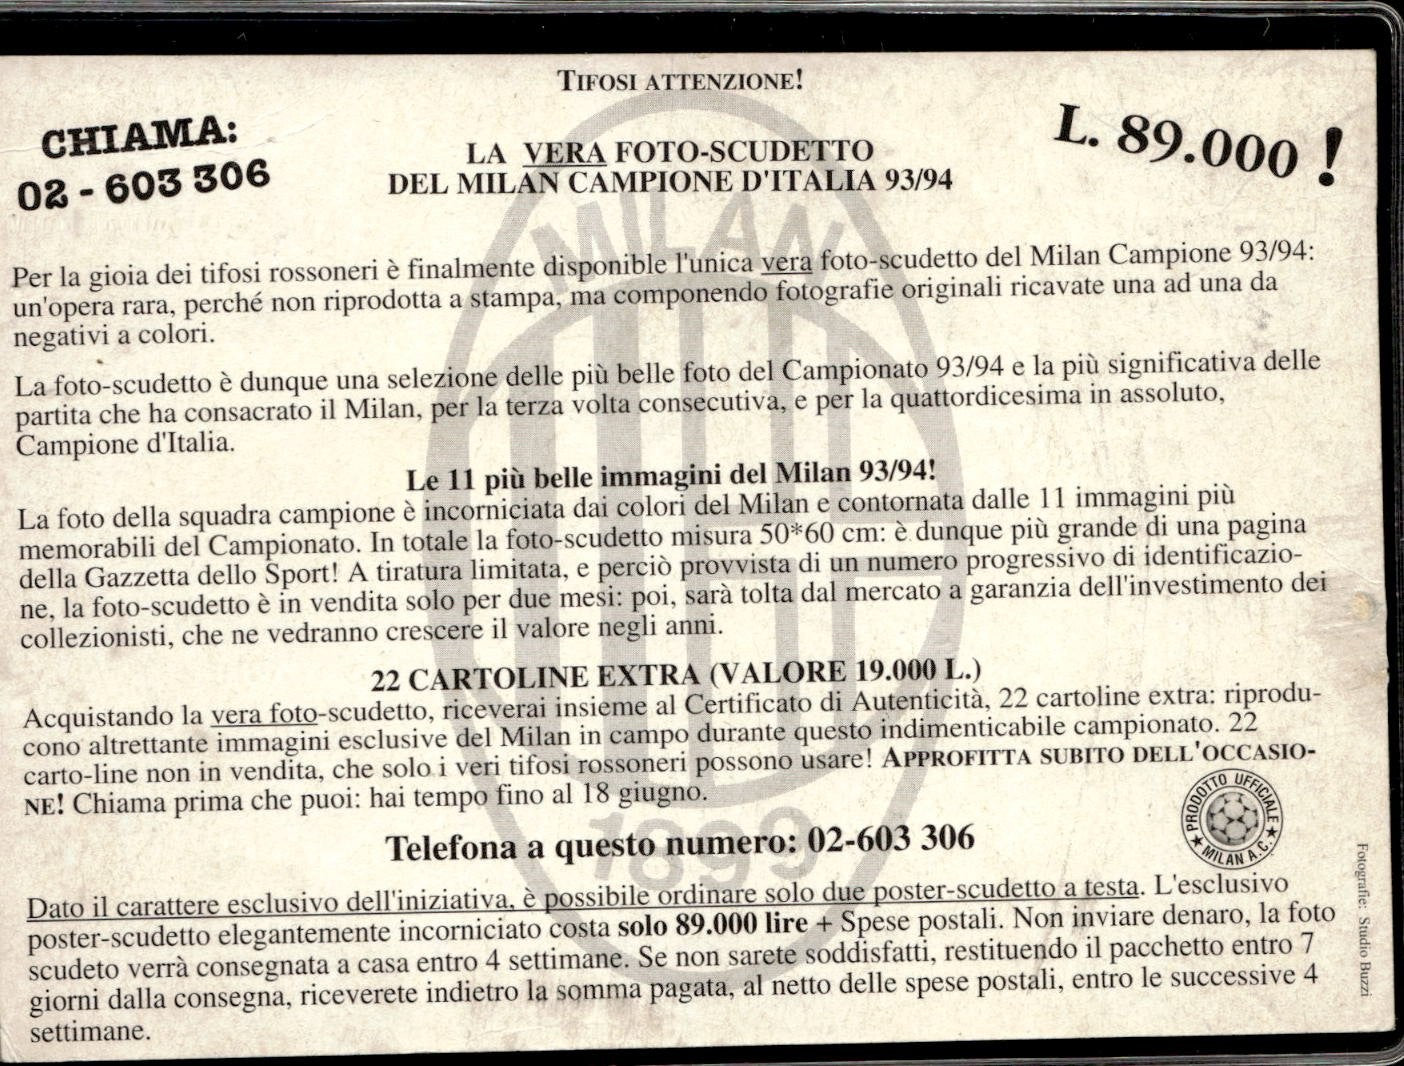 TIFOSI ATTENZIONE!
CHIAMA:
02 - 603 306
L. 89.000 !
LA VERA FOTO-SCUDETTO
DEL MILAN CAMPIONE D'ITALIA 93/94
Per la gioia dei tifosi rossoneri è finalmente disponibile l'unica vera foto-scudetto del Milan Campione 93/94:
un'opera rara, perché non riprodotta a stampa, ma componendo fotografie originali ricavate una ad una da
negativi a colori.
La foto-scudetto è dunque una selezione delle più belle foto del Campionato 93/94 e la più significativa delle
partita che ha consacrato il Milan, per la terza volta consecutiva, e per la quattordicesima in assoluto,
Campione d'Italia.
Le 11 più belle immagini del Milan 93/94!
La foto della squadra campione è incorniciata dai colori del Milan e contornata dalle 11 immagini più
memorabili del Campionato. In totale la foto-scudetto misura 50*60 cm: è dunque più grande di una pagina
della Gazzetta dello Sport! A tiratura limitata, e perciò provvista di un numero progressivo di identificazio-
ne, la foto-scudetto è in vendita solo per due mesi: poi, sarà tolta dal mercato a garanzia dell'investimento dei
collezionisti, che ne vedranno crescere il valore negli anni.
22 CARTOLINE EXTRA (VALORE 19.000 L.)
Acquistando la vera foto-scudetto, riceverai insieme al Certificato di Autenticità, 22 cartoline extra: riprodu-
cono altrettante immagini esclusive del Milan in campo durante questo indimenticabile campionato. 22
carto-line non in vendita, che solo i veri tifosi rossoneri possono usare! APPROFITTA SUBITO DELL'OCCASIO-
NE! Chiama prima che puoi: hai tempo fino al 18 giugno.
Telefona a questo numero: 02-603 306
PRODOTTO UFFICIALE
★ MILAN A.C. ★
Dato il carattere esclusivo dell'iniziativa, è possibile ordinare solo due poster-scudetto a testa. L'esclusivo
poster-scudetto elegantemente incorniciato costa solo 89.000 lire + Spese postali. Non inviare denaro, la foto
scudeto verrà consegnata a casa entro 4 settimane. Se non sarete soddisfatti, restituendo il pacchetto entro 7
giorni dalla consegna, riceverete indietro la somma pagata, al netto delle spese postali, entro le successive 4
settimane.
Fotografie: Studio Buzzi
MILAN
1899